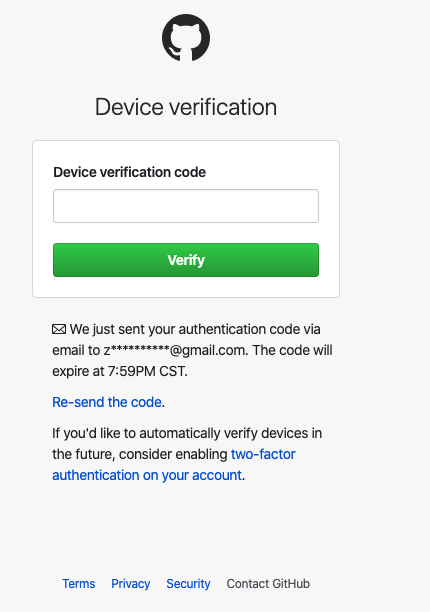 Device verification
Device verification code
Verify
We just sent your authentication code via
email to z**********@gmail.com. The code will
expire at 7:59PM CST.
Re-send the code.
If you'd like to automatically verify devices in
the future, consider enabling two-factor
authentication on your account.
Terms Privacy Security Contact GitHub